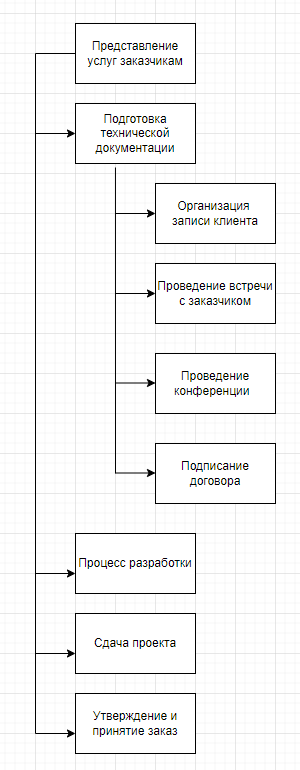 Представление
услуг заказчикам
Подготовка
технической
документации
Организация
записи клиента
Проведение встречи
с заказчиком
Проведение
конференции
Подписание
договора
Процесс разработки
Сдача проекта
Утверждение и
принятие заказ